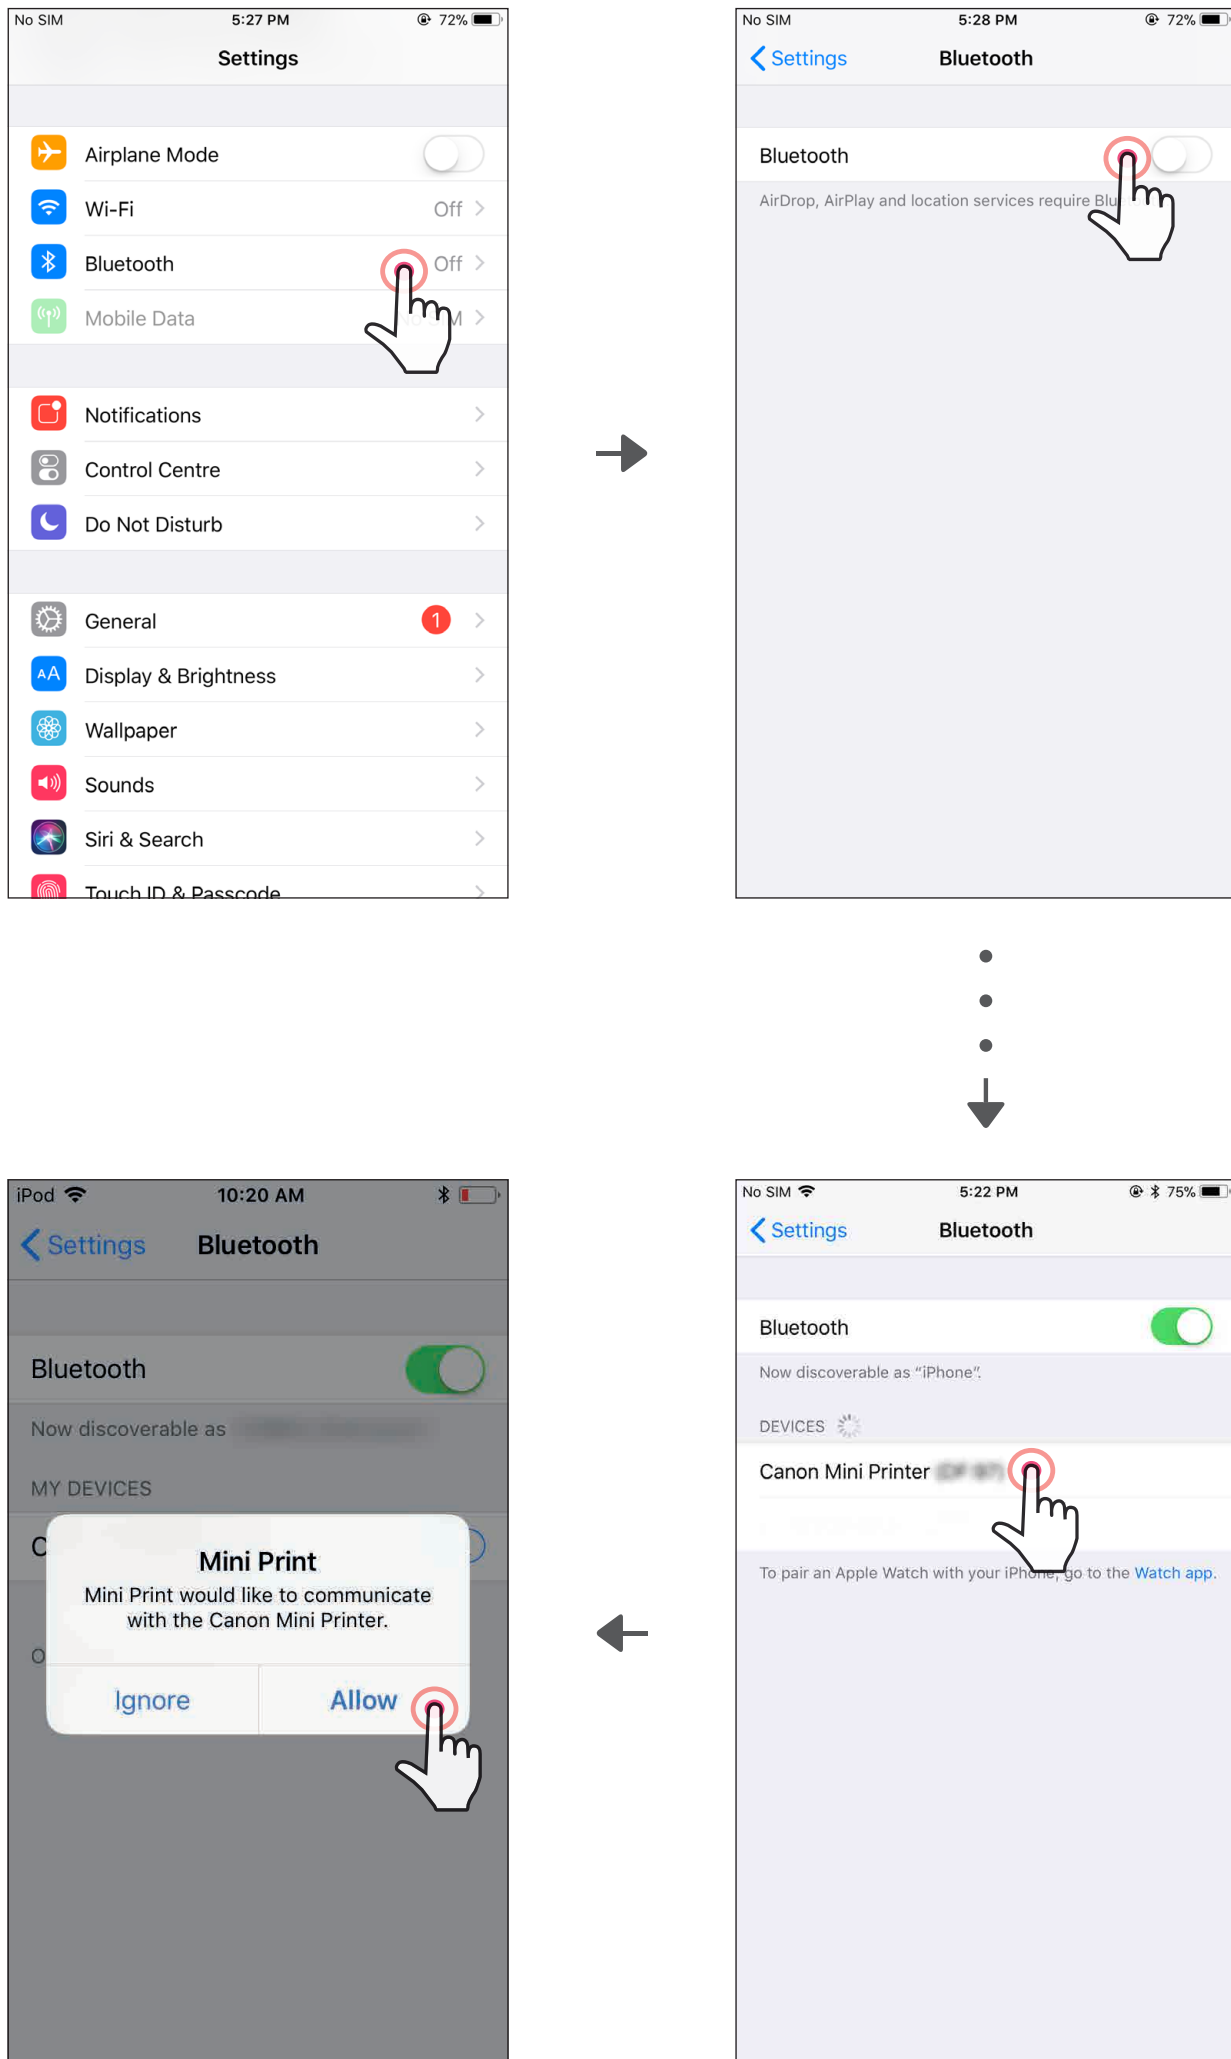 No SIM 5:27 PM 72%
Settings
Airplane Mode
Wi-Fi Off
Bluetooth Off
Mobile Data
Notifications
Control Centre
Do Not Disturb
General 1
AA Display & Brightness
Wallpaper
Sounds
Siri & Search
Touch ID & Passcode
No SIM 5:28 PM 72%
Settings Bluetooth
Bluetooth
AirDrop, AirPlay and location services require
No SIM 5:22 PM 75%
Settings Bluetooth
Bluetooth
Now discoverable as “iPhone”.
DEVICES
Canon Mini Printer
To pair an Apple Watch with your iPhone, go to the Watch app.
iPod 10:20 AM
Settings Bluetooth
Bluetooth
Now discoverable as
MY DEVICES
Mini Print
Mini Print would like to communicate
with the Canon Mini Printer.
Ignore Allow